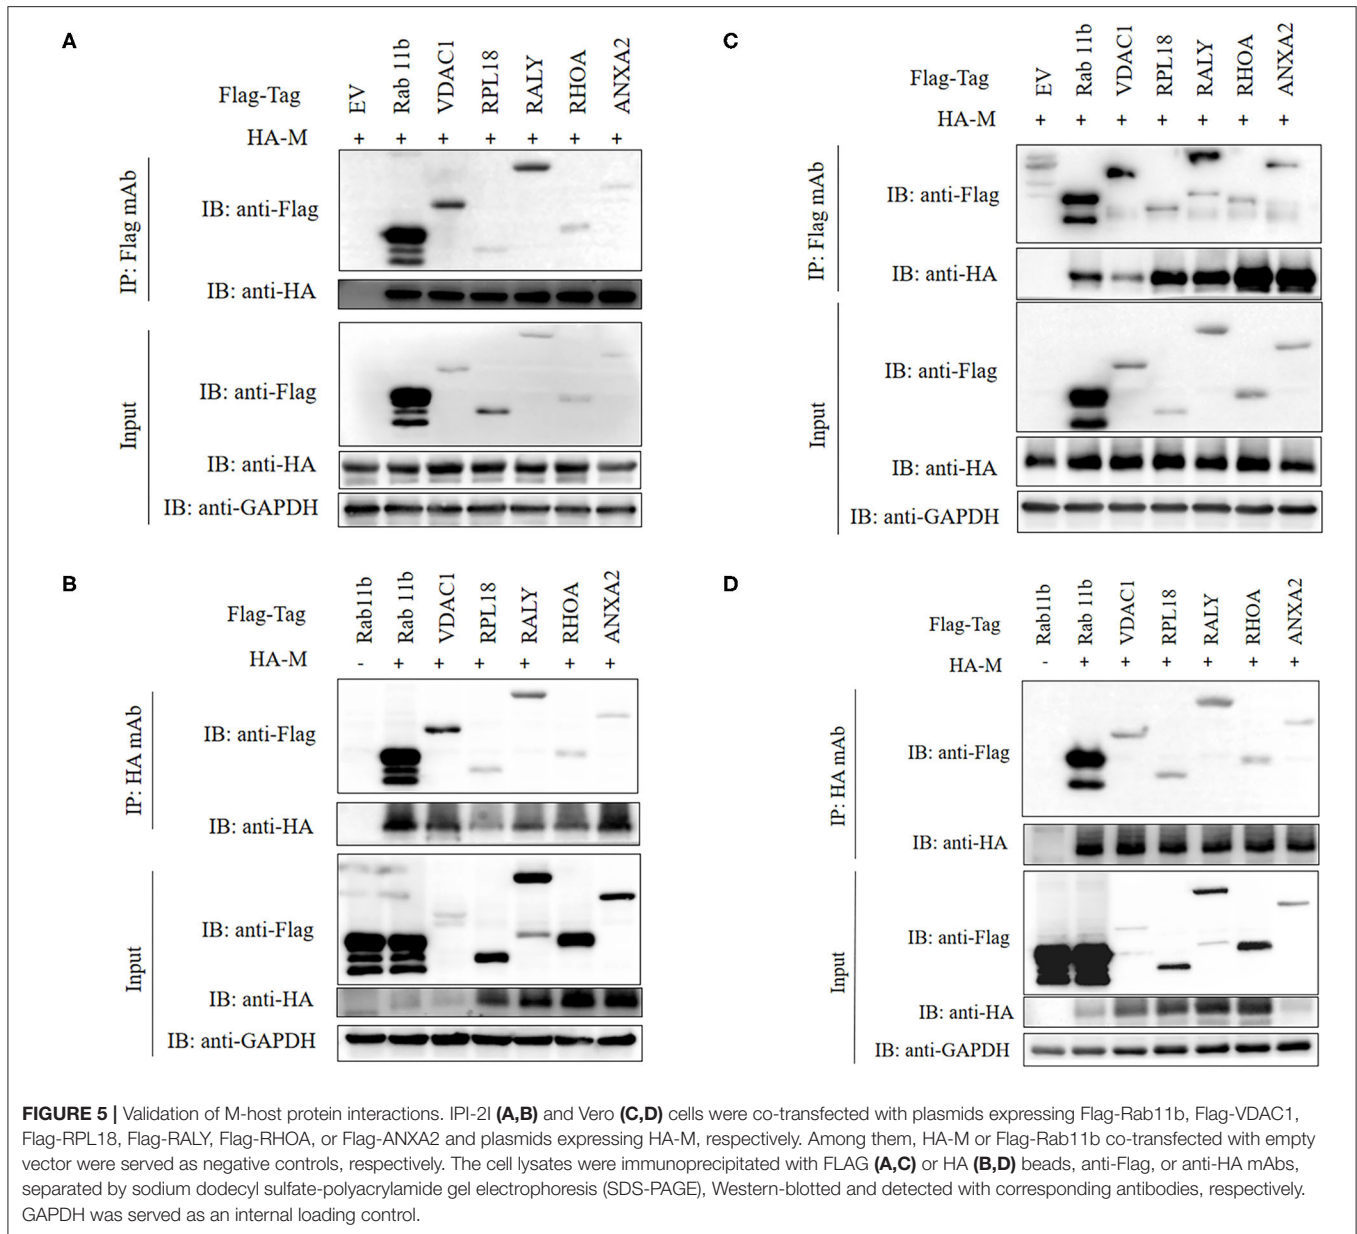 A
Flag-Tag EV Rab 11b VDAC1 RPL18 RALY RHOA ANXA2
HA-M + + + + + + +
IP: Flag mAb
IB: anti-Flag
IB: anti-HA
Input
IB: anti-Flag
IB: anti-HA
IB: anti-GAPDH
B
Flag-Tag Rab11b Rab 11b VDAC1 RPL18 RALY RHOA ANXA2
HA-M - + + + + + +
IP: HA mAb
IB: anti-Flag
IB: anti-HA
Input
IB: anti-Flag
IB: anti-HA
IB: anti-GAPDH
C
Flag-Tag EV Rab 11b VDAC1 RPL18 RALY RHOA ANXA2
HA-M + + + + + + +
IP: Flag mAb
IB: anti-Flag
IB: anti-HA
Input
IB: anti-Flag
IB: anti-HA
IB: anti-GAPDH
D
Flag-Tag Rab11b Rab 11b VDAC1 RPL18 RALY RHOA ANXA2
HA-M - + + + + + +
IP: HA mAb
IB: anti-Flag
IB: anti-HA
Input
IB: anti-Flag
IB: anti-HA
IB: anti-GAPDH
FIGURE 5 | Validation of M-host protein interactions. IPI-2I (A,B) and Vero (C,D) cells were co-transfected with plasmids expressing Flag-Rab11b, Flag-VDAC1,
Flag-RPL18, Flag-RALY, Flag-RHOA, or Flag-ANXA2 and plasmids expressing HA-M, respectively. Among them, HA-M or Flag-Rab11b co-transfected with empty
vector were served as negative controls, respectively. The cell lysates were immunoprecipitated with FLAG (A,C) or HA (B,D) beads, anti-Flag, or anti-HA mAbs,
separated by sodium dodecyl sulfate-polyacrylamide gel electrophoresis (SDS-PAGE), Western-blotted and detected with corresponding antibodies, respectively.
GAPDH was served as an internal loading control.